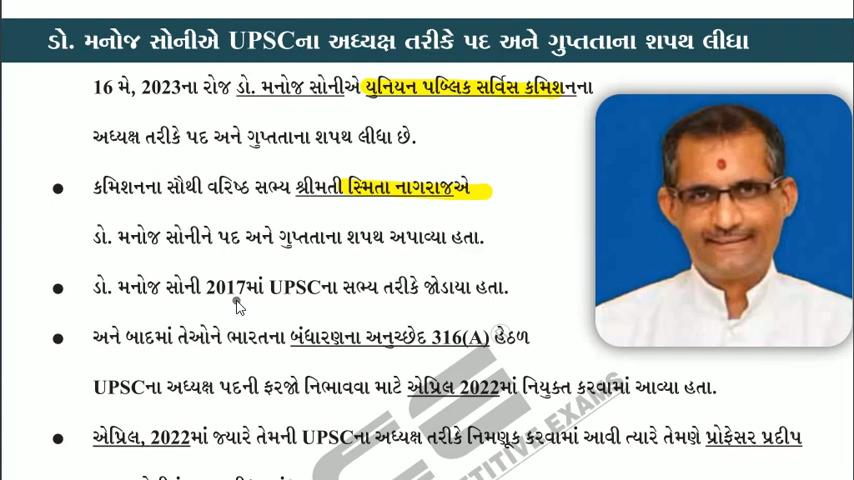 ડો. મનોજ સોનીએ UPSCના અધ્યક્ષ તરીકે પદ અને ગુપ્તતાના શપથ લીધા
16 મે, 2023ના રોજ ડો. મનોજ સોનીએ યુનિયન પબ્લિક સર્વિસ કમિશનના
અધ્યક્ષ તરીકે પદ અને ગુપ્તતાના શપથ લીધા છે.
કમિશનના સૌથી વરિષ્ઠ સભ્ય શ્રીમતી સ્મિતા નાગરાજએ
ડો. મનોજ સોનીને પદ અને ગુપ્તતાના શપથ અપાવ્યા હતા.
ડો. મનોજ સોની 2017માં UPSCના સભ્ય તરીકે જોડાયા હતા.
અને બાદમાં તેઓને ભારતના બંધારણના અનુચ્છેદ 316(A) હેઠળ
UPSCના અધ્યક્ષ પદની ફરજો નિભાવવા માટે એપ્રિલ 2022માં નિયુક્ત કરવામાં આવ્યા હતા.
એપ્રિલ, 2022માં જ્યારે તેમની UPSCના અધ્યક્ષ તરીકે નિમણૂક કરવામાં આવી ત્યારે તેમણે પ્રોફેસર પ્રદીપ